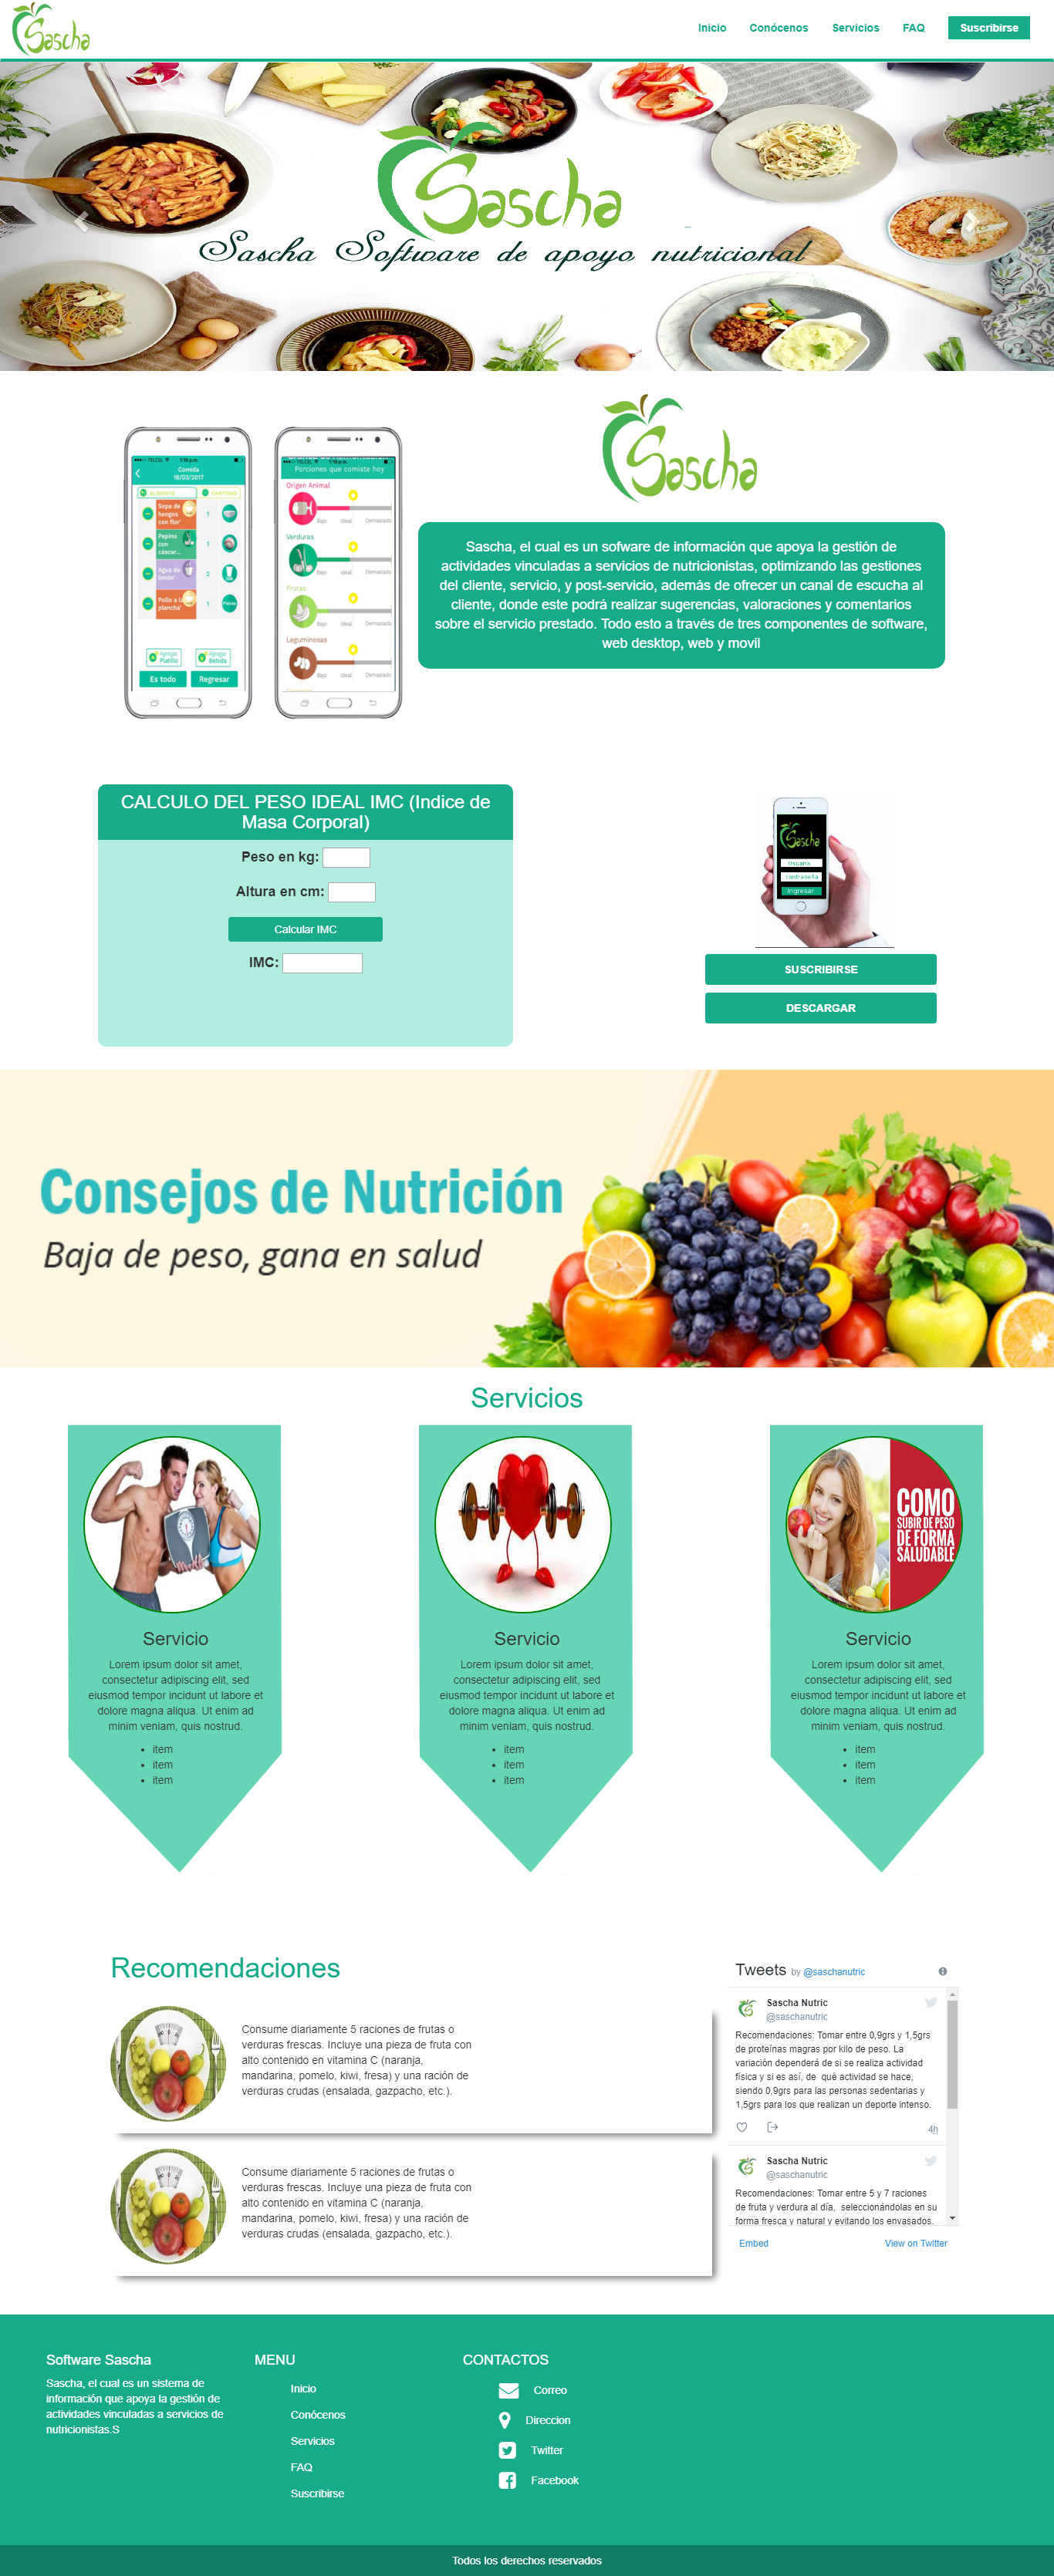 Sascha
Inicio Conócenos Servicios FAQ Suscribirse
Sascha
Sascha Software de apoyo nutricional
Sascha
1:19 p.m.
Comida
18/03/2017
ALIMENTO CANTIDAD
Sopa de
hongos
con flor'
1
Pepino
con
cáscar...
1
Agua de
limón'
2
Pollo a la
plancha'
1
Agregar
Platillo
Agregar
Bebida
Es todo Regresar
1:19 p.m.
Porciones que comiste hoy
Origen Animal
Bajo Ideal Demasiado
Verduras
Bajo Ideal Demasiado
Frutas
Bajo Ideal Demasiado
Leguminosas
Bajo Ideal Demasiado
Sascha, el cual es un sofware de información que apoya la gestión de
actividades vinculadas a servicios de nutricionistas, optimizando las gestiones
del cliente, servicio, y post-servicio, además de ofrecer un canal de escucha al
cliente, donde este podrá realizar sugerencias, valoraciones y comentarios
sobre el servicio prestado. Todo esto a través de tres componentes de software,
web desktop, web y movil
CALCULO DEL PESO IDEAL IMC (Indice de
Masa Corporal)
Peso en kg:
Altura en cm:
Calcular IMC
IMC:
Sascha
Usuario
contraseña
Ingresar
SUSCRIBIRSE
DESCARGAR
Consejos de Nutrición
Baja de peso, gana en salud
Servicios
Servicio
Lorem ipsum dolor sit amet,
consectetur adipiscing elit, sed
eiusmod tempor incidunt ut labore et
dolore magna aliqua. Ut enim ad
minim veniam, quis nostrud.
• item
• item
• item
Servicio
Lorem ipsum dolor sit amet,
consectetur adipiscing elit, sed
eiusmod tempor incidunt ut labore et
dolore magna aliqua. Ut enim ad
minim veniam, quis nostrud.
• item
• item
• item
COMO
SUBIR DE PESO
DE FORMA
SALUDABLE
Servicio
Lorem ipsum dolor sit amet,
consectetur adipiscing elit, sed
eiusmod tempor incidunt ut labore et
dolore magna aliqua. Ut enim ad
minim veniam, quis nostrud.
• item
• item
• item
Recomendaciones
Consume diariamente 5 raciones de frutas o
verduras frescas. Incluye una pieza de fruta con
alto contenido en vitamina C (naranja,
mandarina, pomelo, kiwi, fresa) y una ración de
verduras crudas (ensalada, gazpacho, etc.).
Consume diariamente 5 raciones de frutas o
verduras frescas. Incluye una pieza de fruta con
alto contenido en vitamina C (naranja,
mandarina, pomelo, kiwi, fresa) y una ración de
verduras crudas (ensalada, gazpacho, etc.).
Tweets by @saschanutric
Sascha Nutric
@saschanutric
Recomendaciones: Tomar entre 0,9grs y 1,5grs
de proteínas magras por kilo de peso. La
variación dependerá de si se realiza actividad
física y si es así, de qué actividad se hace,
siendo 0,9grs para las personas sedentarias y
1,5grs para los que realizan un deporte intenso.
4h
Sascha Nutric
@saschanutric
Recomendaciones: Tomar entre 5 y 7 raciones
de fruta y verdura al día, seleccionándolas en su
forma fresca y natural y evitando los envasados.
Embed View on Twitter
Software Sascha
Sascha, el cual es un sistema de
información que apoya la gestión de
actividades vinculadas a servicios de
nutricionistas.S
MENU
Inicio
Conócenos
Servicios
FAQ
Suscribirse
CONTACTOS
Correo
Direccion
Twitter
Facebook
Todos los derechos reservados